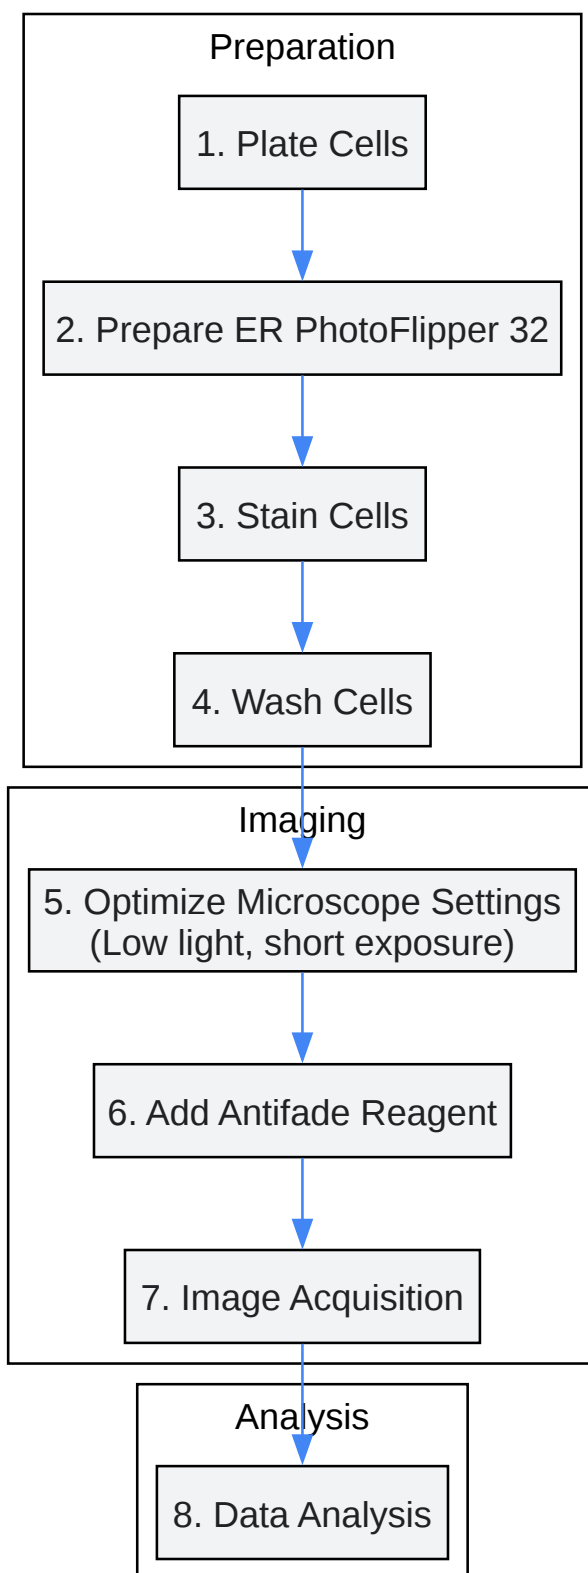 Preparation
1. Plate Cells
2. Prepare ER PhotoFlipper 32
3. Stain Cells
4. Wash Cells
Imaging
5. Optimize Microscope Settings
(Low light, short exposure)
6. Add Antifade Reagent
7. Image Acquisition
Analysis
8. Data Analysis